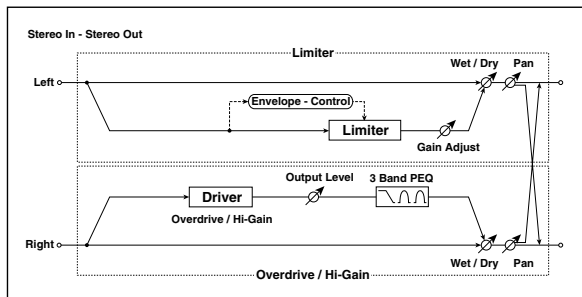 Stereo In - Stereo Out
Limiter
Wet / Dry
Pan
Left
Envelope - Control
Limiter
Gain Adjust
Driver
Output Level
3 Band PEQ
Overdrive / Hi-Gain
Right
Wet / Dry
Pan
Overdrive / Hi-Gain